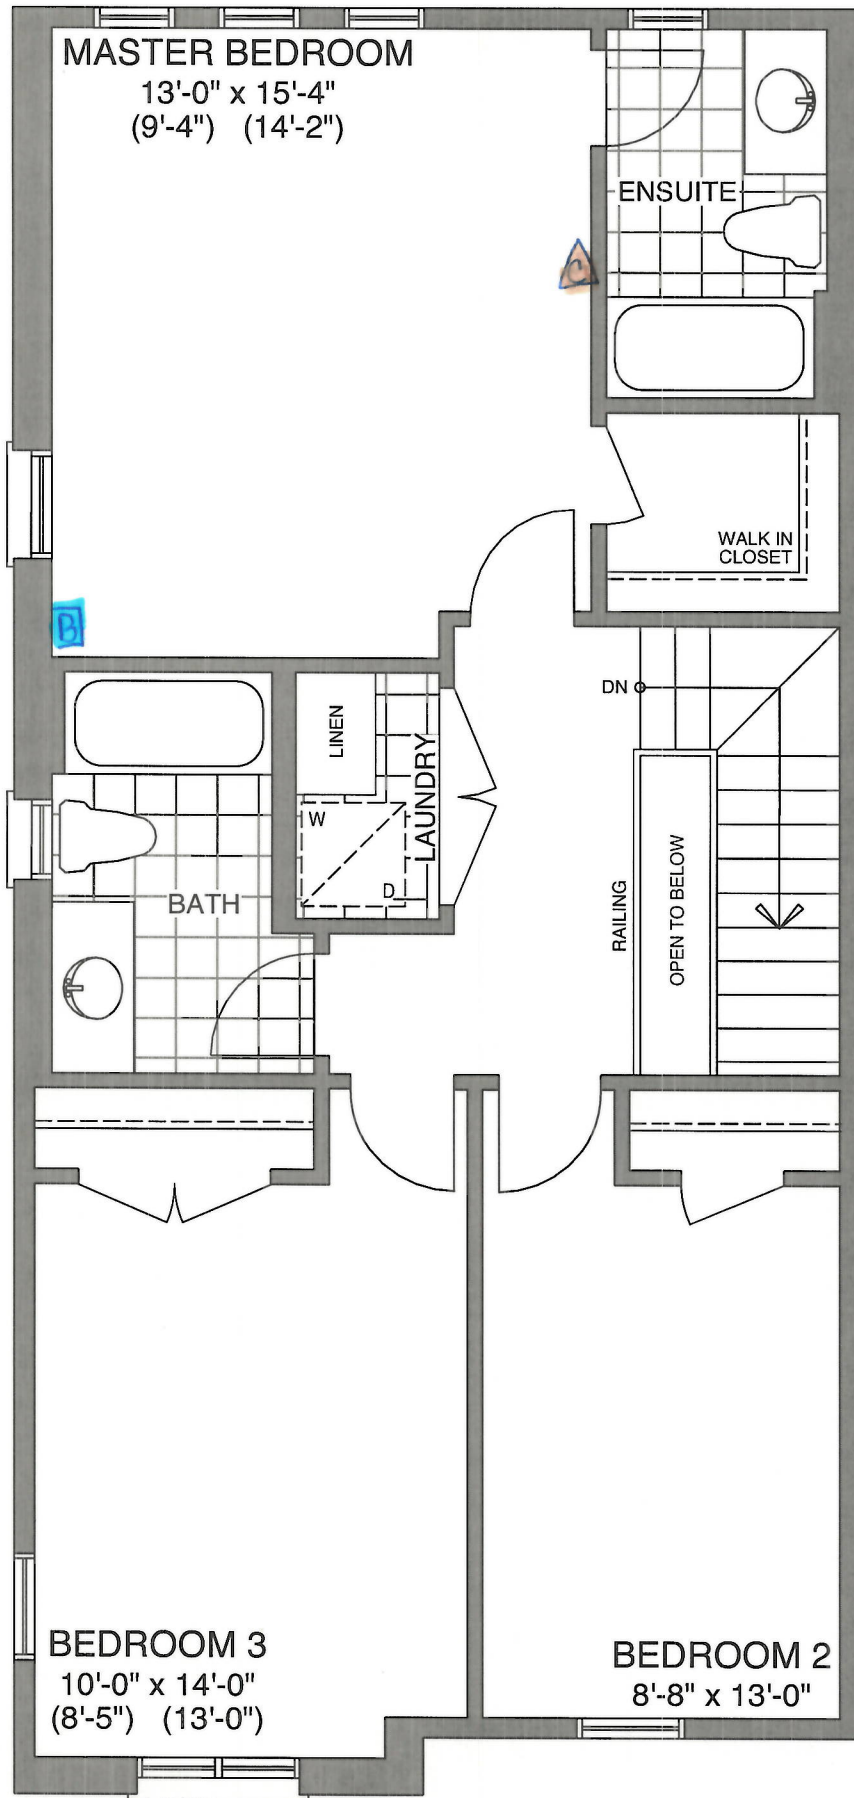 MASTER BEDROOM
13'-0" x 15'-4"
(9'-4") (14'-2")
ENSUITE
C
WALK IN
CLOSET
B
DN
LINEN
LAUNDRY
W
D
BATH
RAILING
OPEN TO BELOW
BEDROOM 3
10'-0" x 14'-0"
(8'-5") (13'-0")
BEDROOM 2
8'-8" x 13'-0"